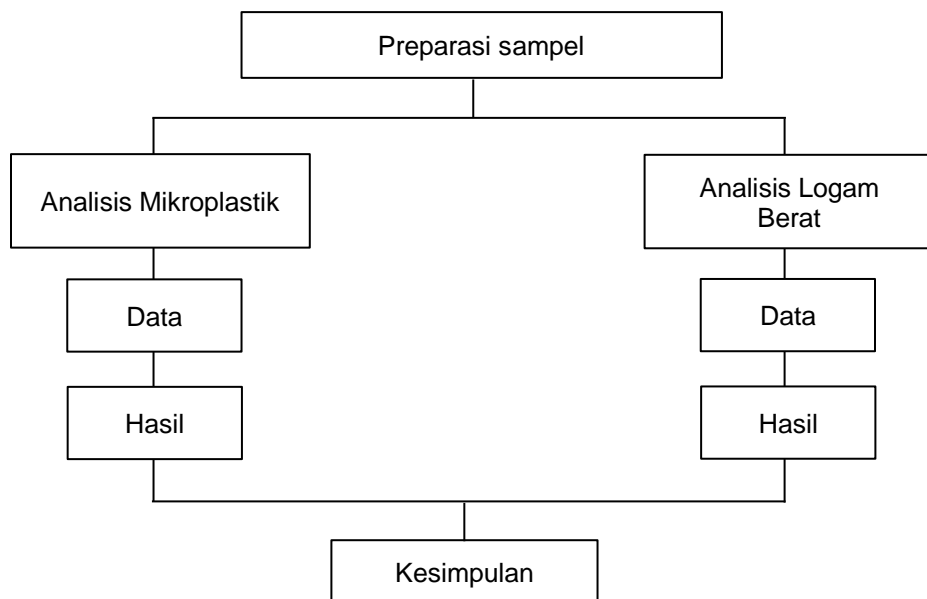 Preparasi sampel
Analisis Mikroplastik
Analisis Logam
Berat
Data
Data
Hasil
Hasil
Kesimpulan